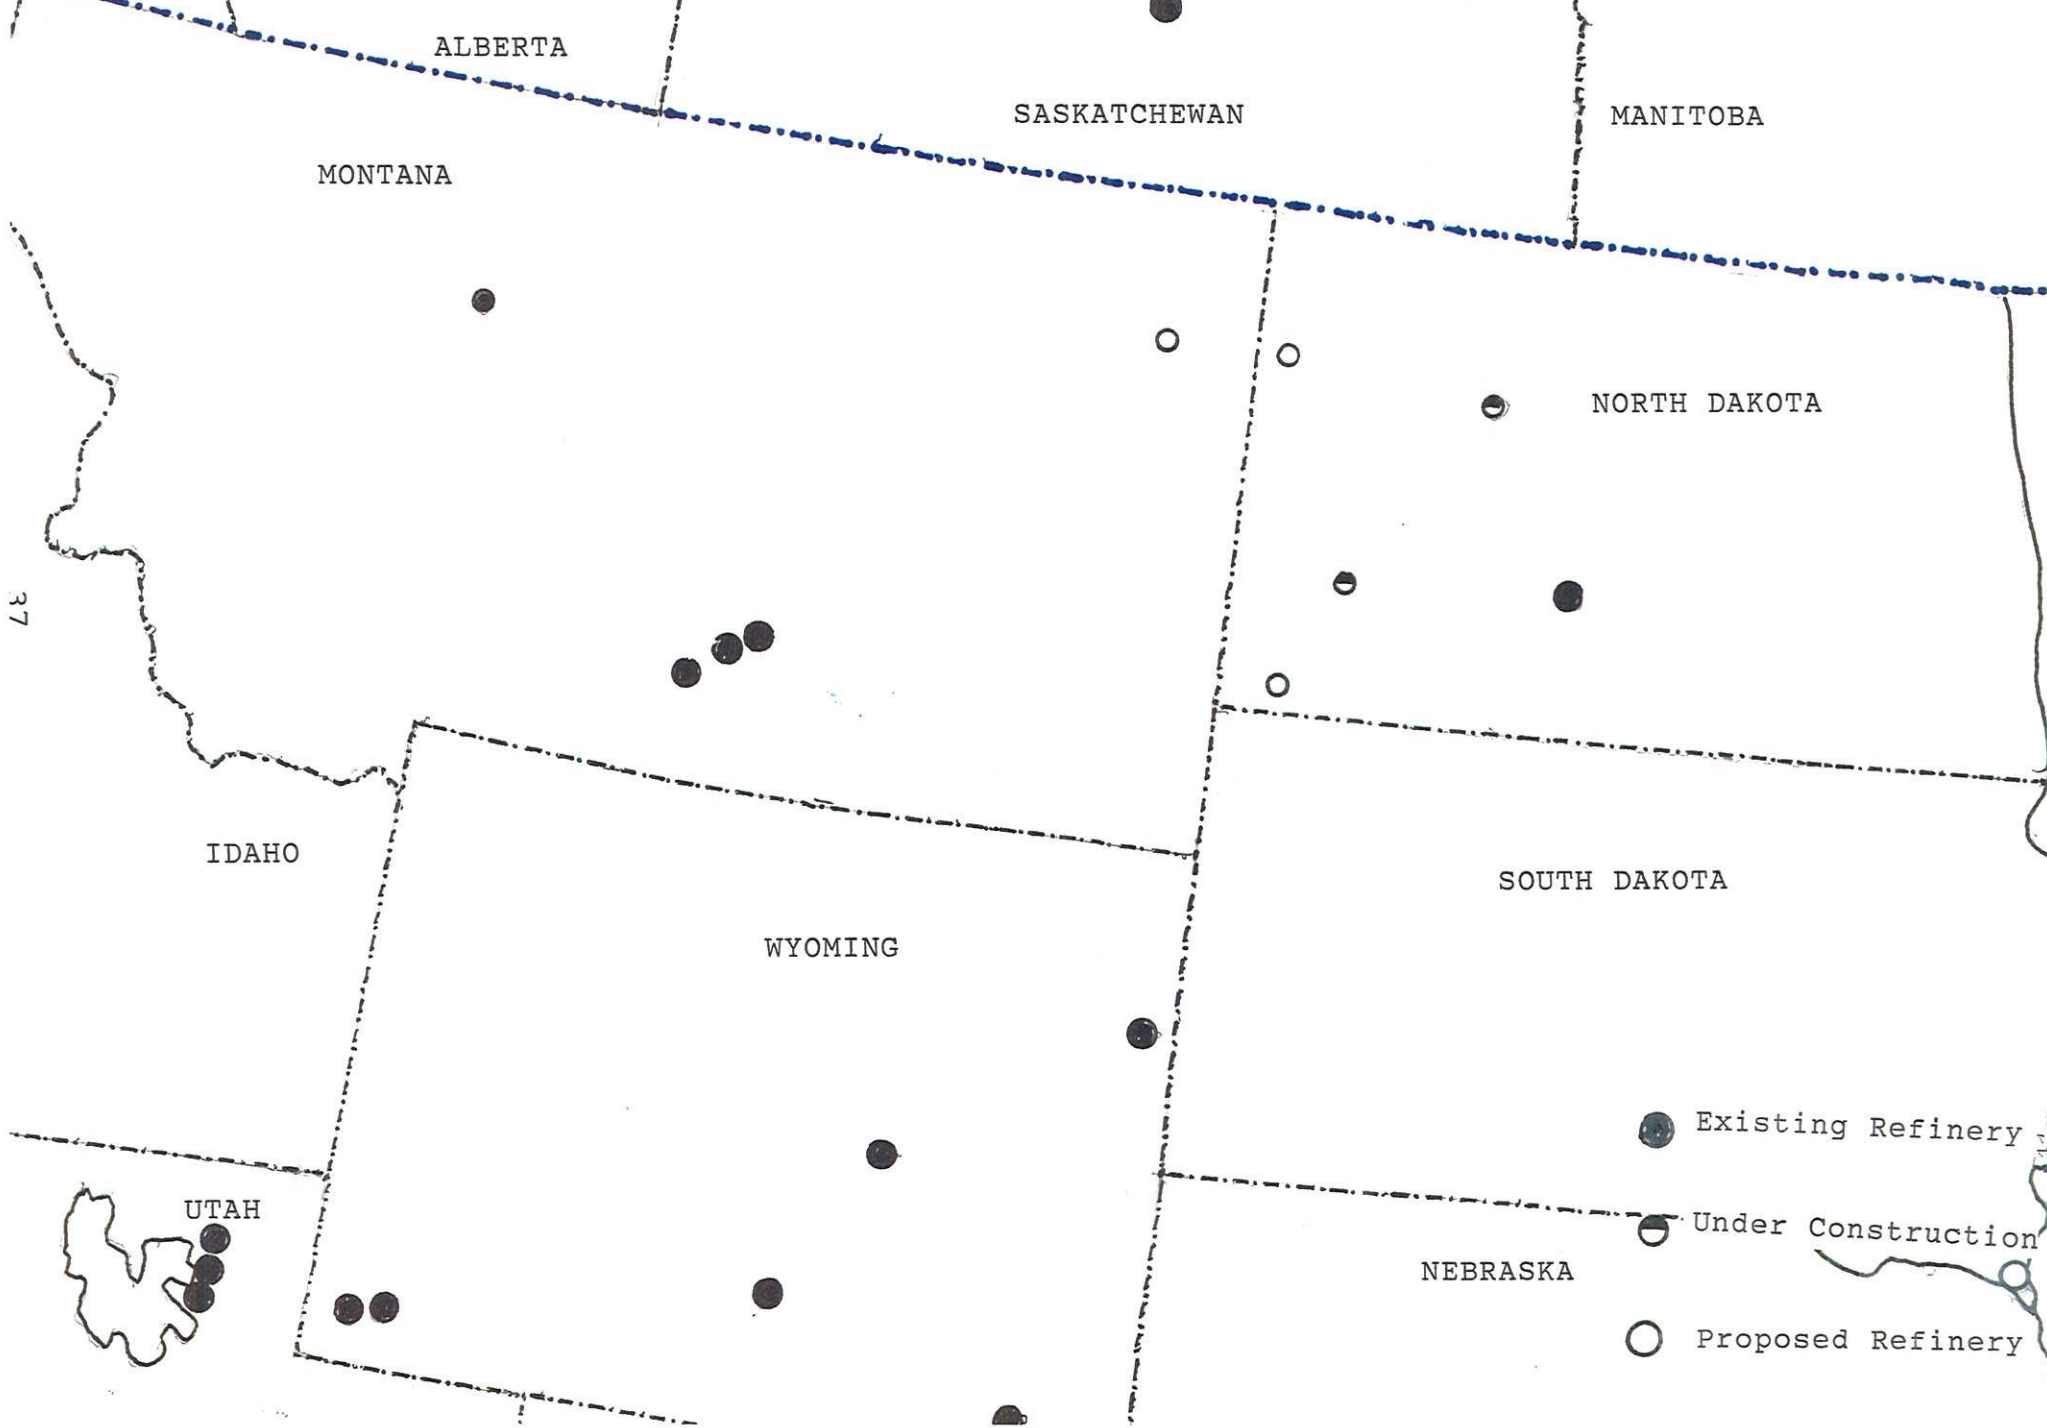 ALBERTA
SASKATCHEWAN
MANITOBA
MONTANA
NORTH DAKOTA
37
IDAHO
SOUTH DAKOTA
WYOMING
Existing Refinery
UTAH
Under Construction
NEBRASKA
Proposed Refinery